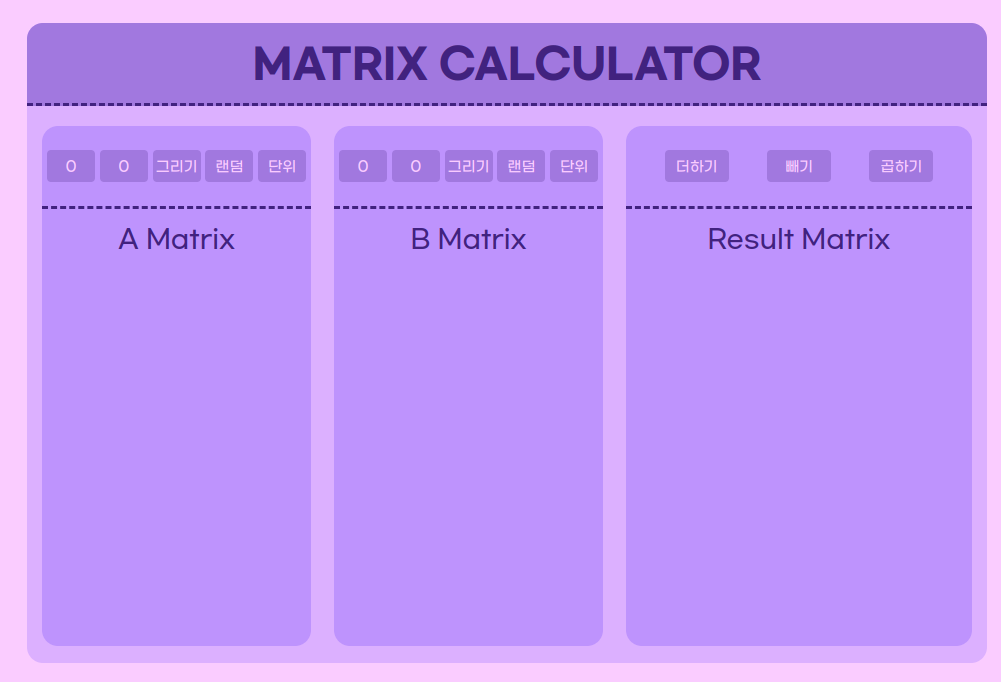 MATRIX CALCULATOR
0 0 그리기 랜덤 단위
A Matrix
0 0 그리기 랜덤 단위
B Matrix
더하기 빼기 곱하기
Result Matrix